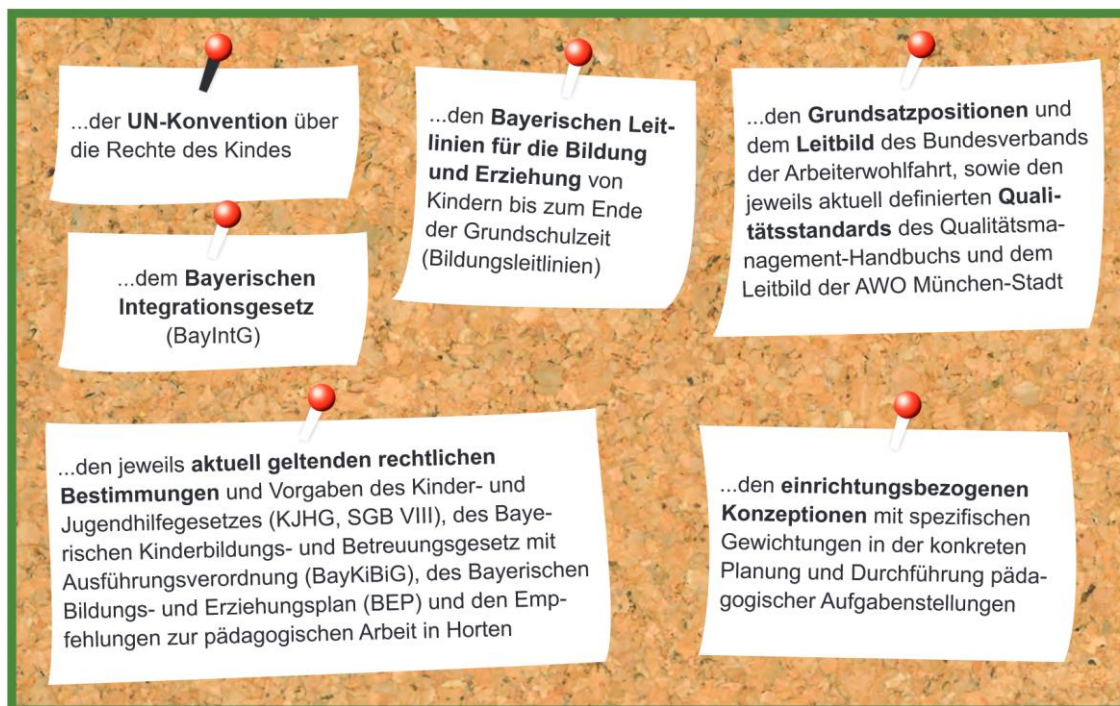 ...der UN-Konvention über
die Rechte des Kindes
...den Bayerischen Leit-
linien für die Bildung
und Erziehung von
Kindern bis zum Ende
der Grundschulzeit
(Bildungsleitlinien)
...den Grundsatzpositionen und
dem Leitbild des Bundesverbands
der Arbeiterwohlfahrt, sowie den
jeweils aktuell definierten Quali-
tätsstandards des Qualitätsma-
nagement-Handbuchs und dem
Leitbild der AWO München-Stadt
...dem Bayerischen
Integrationsgesetz
(BayIntG)
...den jeweils aktuell geltenden rechtlichen
Bestimmungen und Vorgaben des Kinder- und
Jugendhilfegesetzes (KJHG, SGB VIII), des Baye-
rischen Kinderbildungs- und Betreuungsgesetz mit
Ausführungsverordnung (BayKiBiG), des Bayerischen
Bildungs- und Erziehungsplan (BEP) und den Emp-
fehlungen zur pädagogischen Arbeit in Horten
...den einrichtungsbezogenen
Konzeptionen mit spezifischen
Gewichtungen in der konkreten
Planung und Durchführung päda-
gogischer Aufgabenstellungen